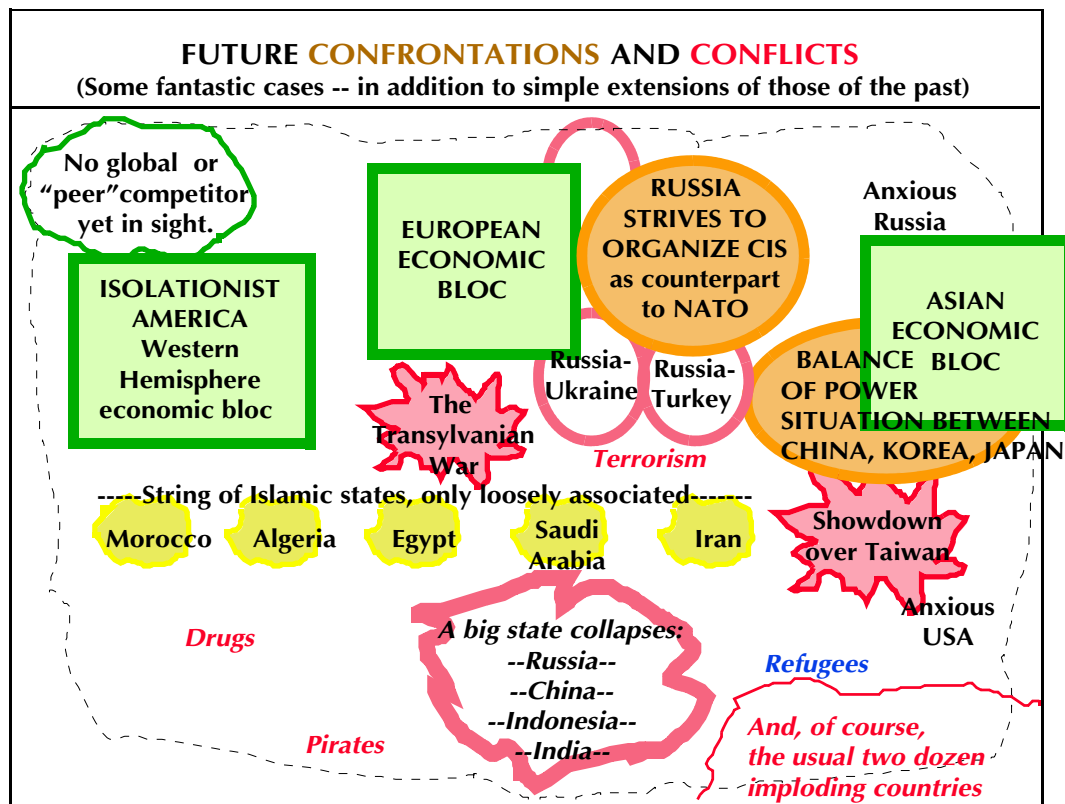 FUTURE CONFRONTATIONS AND CONFLICTS
(Some fantastic cases -- in addition to simple extensions of those of the past)
No global or
“peer”competitor
yet in sight.
ISOLATIONIST
AMERICA
Western
Hemisphere
economic bloc
EUROPEAN
ECONOMIC
BLOC
RUSSIA
STRIVES TO
ORGANIZE CIS
as counterpart
to NATO
Anxious
Russia
ASIAN
ECONOMIC
BLOC
BALANCE
OF POWER
SITUATION BETWEEN
CHINA, KOREA, JAPAN
Russia-
Ukraine
Russia-
Turkey
The
Transylvanian
War
Terrorism
-----String of Islamic states, only loosely associated-------
Morocco
Algeria
Egypt
Saudi
Arabia
Iran
Showdown
over Taiwan
Anxious
USA
Drugs
A big state collapses:
--Russia--
--China--
--Indonesia--
--India--
Refugees
Pirates
And, of course,
the usual two dozen
imploding countries